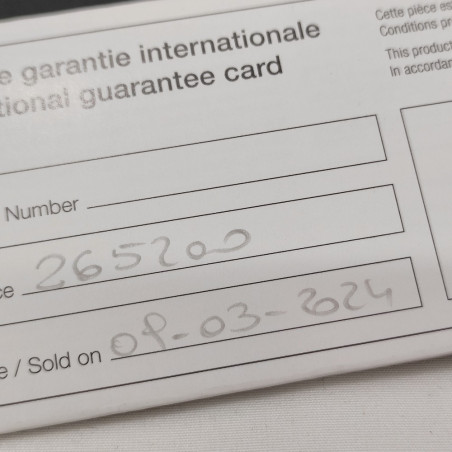 e garantie internationale
tional guarantee card
Cette pièce es
Conditions pr
This product
In accordan
Number
ce 265200
e / Sold on 09-03-2024